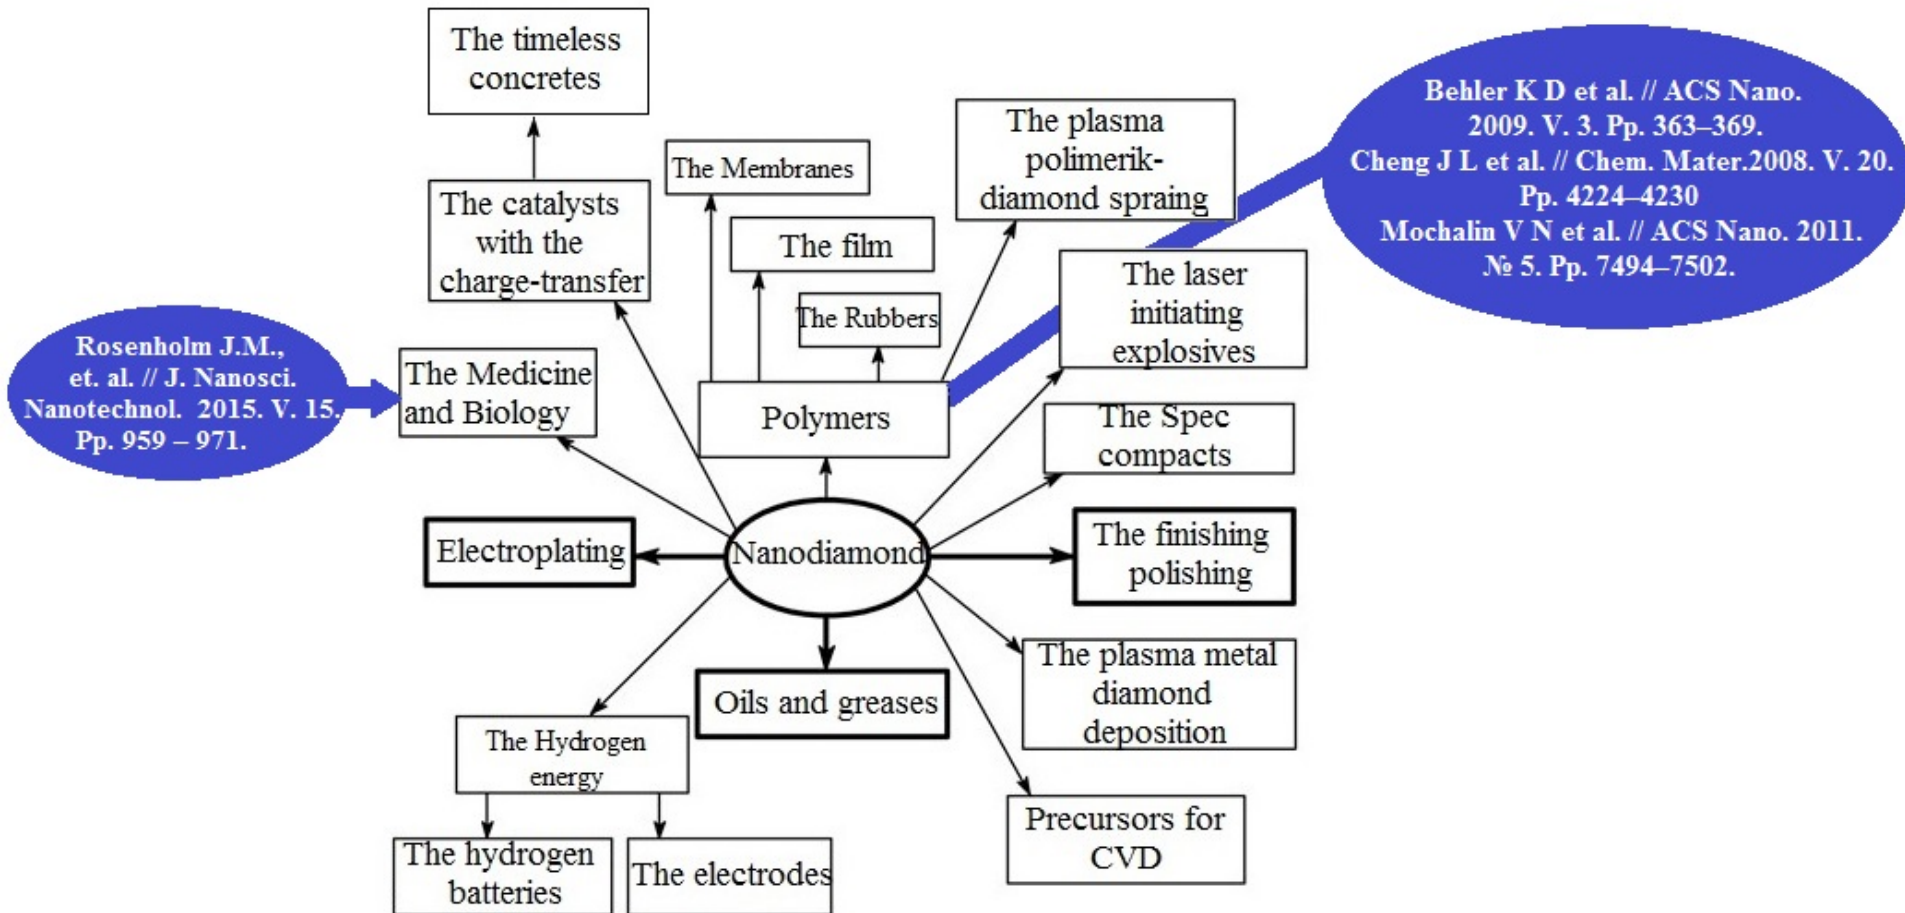 The timeless
concretes
The catalysts
with the
charge-transfer
The Membranes
The film
The Rubbers
The plasma
polimerik-
diamond spraing
Behler K D et al. // ACS Nano.
2009. V. 3. Pp. 363–369.
Cheng J L et al. // Chem. Mater.2008. V. 20.
Pp. 4224–4230
Mochalin V N et al. // ACS Nano. 2011.
№ 5. Pp. 7494–7502.
The laser
initiating
explosives
Rosenholm J.M.,
et. al. // J. Nanosci.
Nanotechnol. 2015. V. 15.
Pp. 959 – 971.
The Medicine
and Biology
Polymers
The Spec
compacts
Electroplating
Nanodiamond
The finishing
polishing
Oils and greases
The plasma metal
diamond
deposition
The Hydrogen
energy
The hydrogen
batteries
The electrodes
Precursors for
CVD